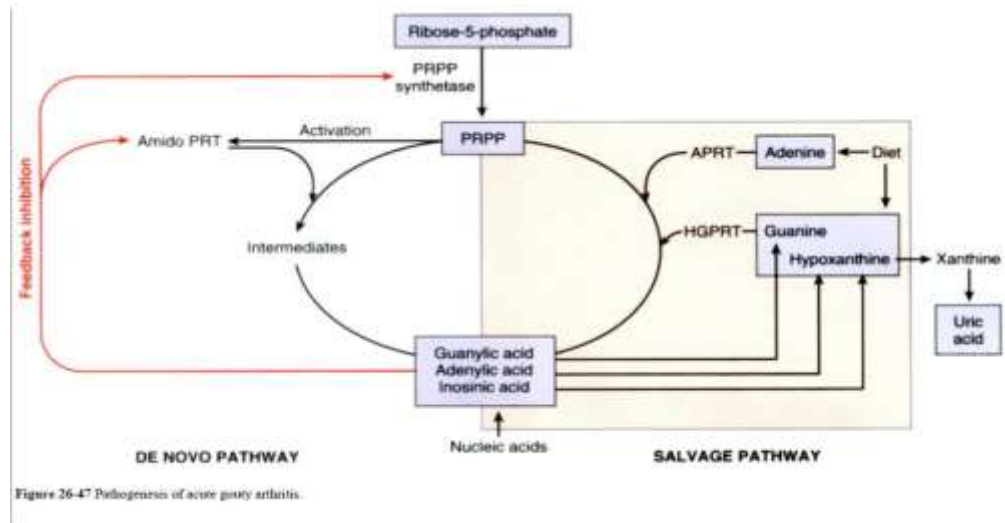 Ribose-5-phosphate
PRPP
synthetase
Amido PRT
Activation
PRPP
APRT
Adenine
Diet
Feedback inhibition
Intermediates
HGPRT
Guanine
Hypoxanthine
Xanthine
Uric
acid
Guanylic acid
Adenylic acid
Inosinic acid
Nucleic acids
DE NOVO PATHWAY
SALVAGE PATHWAY
Figure 26-47 Pathogenesis of acute gouty arthritis.